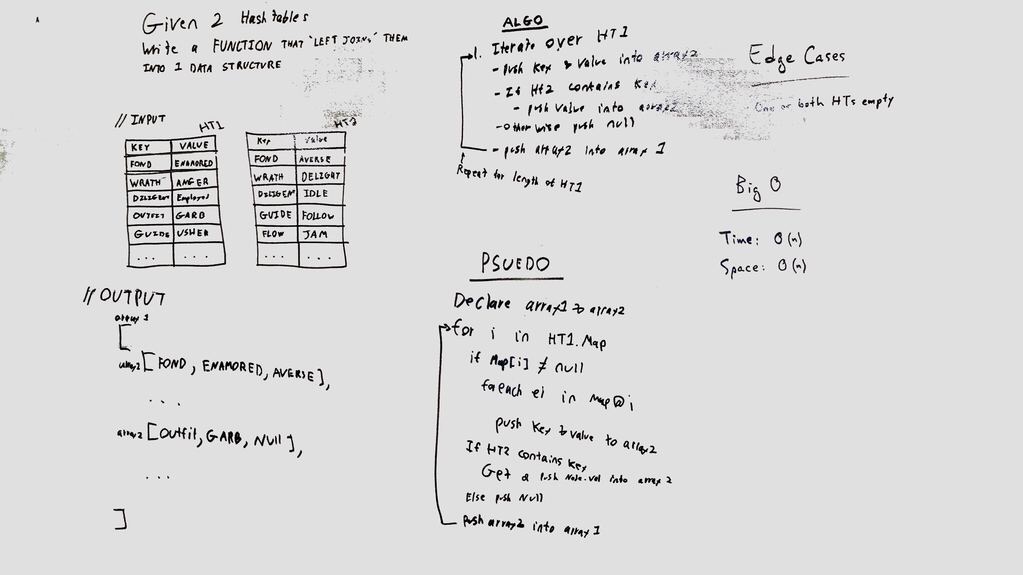 Given 2 Hashtables
Write a FUNCTION THAT "LEFT JOINS" THEM
INTO 1 DATA STRUCTURE
// INPUT
HT1
KEY VALUE
FOND ENAMORED
WRATH ANGER
DILIGENT Employed
OUTFIT GARB
GUIDE USHER
... ...
HT2
Key Value
FOND AVERSE
WRATH DELIGHT
DILIGENT IDLE
GUIDE FOLLOW
FLOW JAM
... ...
// OUTPUT
array 1
[
array2 [FOND, ENAMORED, AVERSE],
...
array2 [Outfit, GARB, Null],
...
]
ALGO
1. Iterate over HT1
- push Key & Value into array2
- If Ht2 contains Key
- push Value into array2
- Otherwise push null
- push array2 into array 1
Repeat for length of HT1
PSUEDO
Declare array1 & array2
for i in HT1.Map
if Map[i] ≠ null
foreach ei in Map@i
push Key & value to array2
If HT2 contains Key
Get & Push Node.val into array 2
Else push Null
push array2 into array 1
Edge Cases
- One or both HTs empty
Big O
Time: O(n)
Space: O(n)